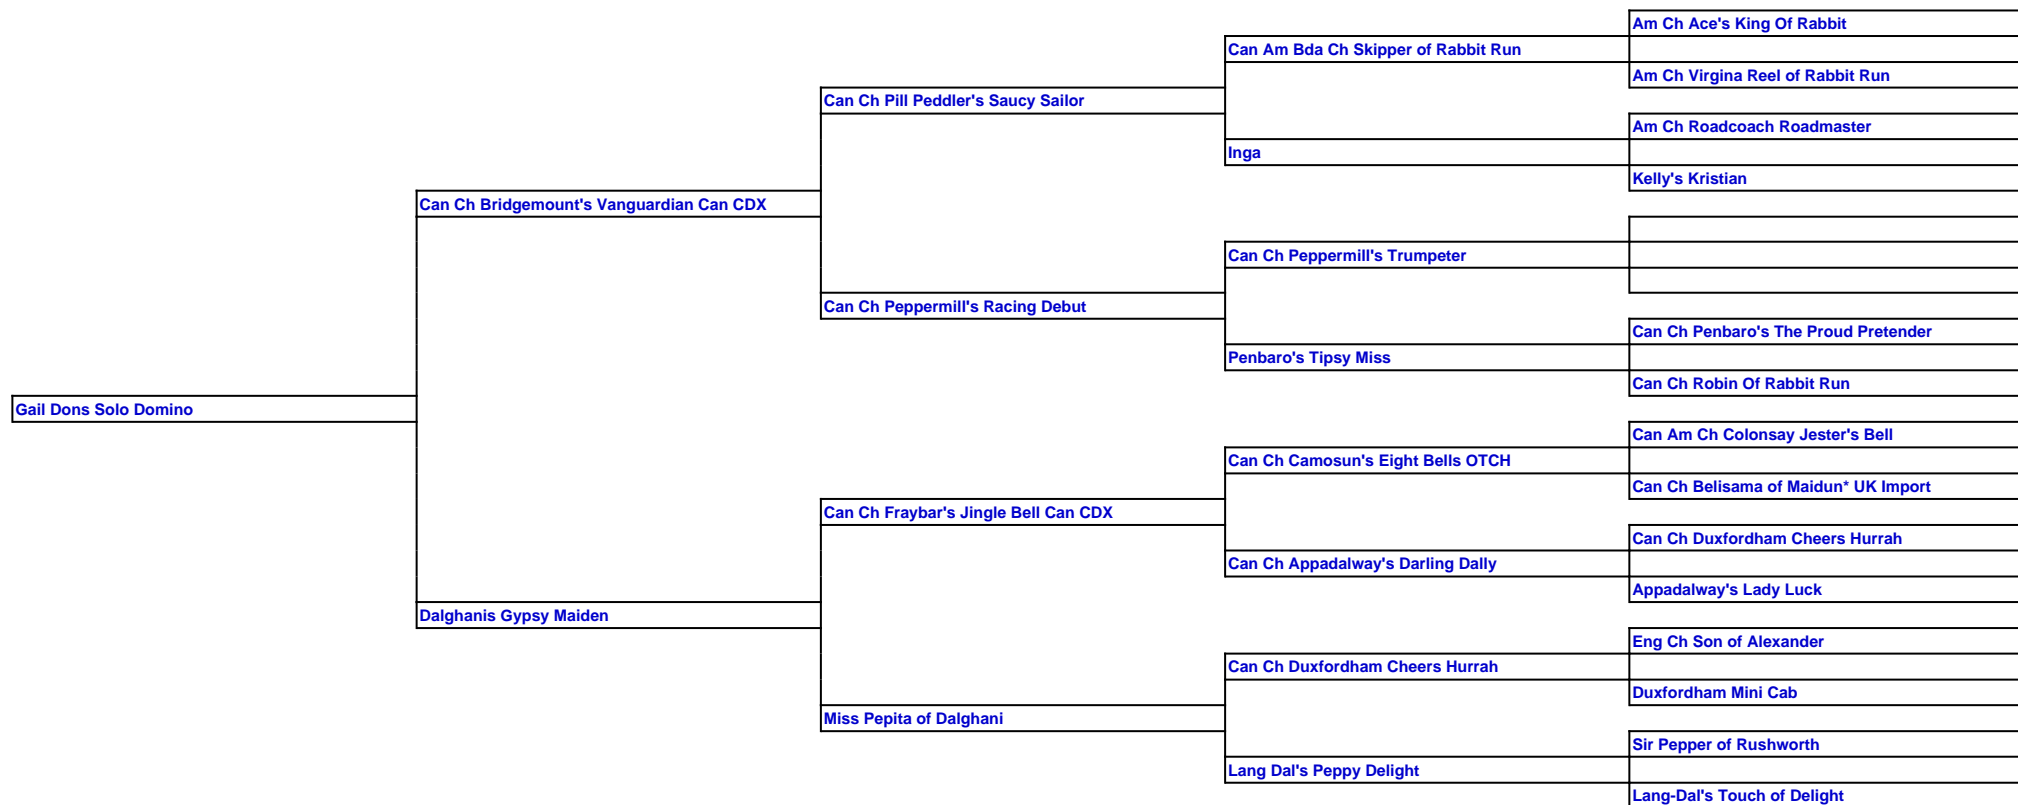 Am Ch Ace's King Of Rabbit
Can Am Bda Ch Skipper of Rabbit Run
Am Ch Virgina Reel of Rabbit Run
Can Ch Pill Peddler's Saucy Sailor
Am Ch Roadcoach Roadmaster
Inga
Kelly's Kristian
Can Ch Bridgemount's Vanguardian Can CDX
Can Ch Peppermill's Trumpeter
Can Ch Peppermill's Racing Debut
Can Ch Penbaro's The Proud Pretender
Penbaro's Tipsy Miss
Can Ch Robin Of Rabbit Run
Gail Dons Solo Domino
Can Am Ch Colonsay Jester's Bell
Can Ch Camosun's Eight Bells OTCH
Can Ch Belisama of Maidun* UK Import
Can Ch Fraybar's Jingle Bell Can CDX
Can Ch Duxfordham Cheers Hurrah
Can Ch Appadalway's Darling Dally
Appadalway's Lady Luck
Dalghanis Gypsy Maiden
Eng Ch Son of Alexander
Can Ch Duxfordham Cheers Hurrah
Duxfordham Mini Cab
Miss Pepita of Dalghani
Sir Pepper of Rushworth
Lang Dal's Peppy Delight
Lang-Dal's Touch of Delight